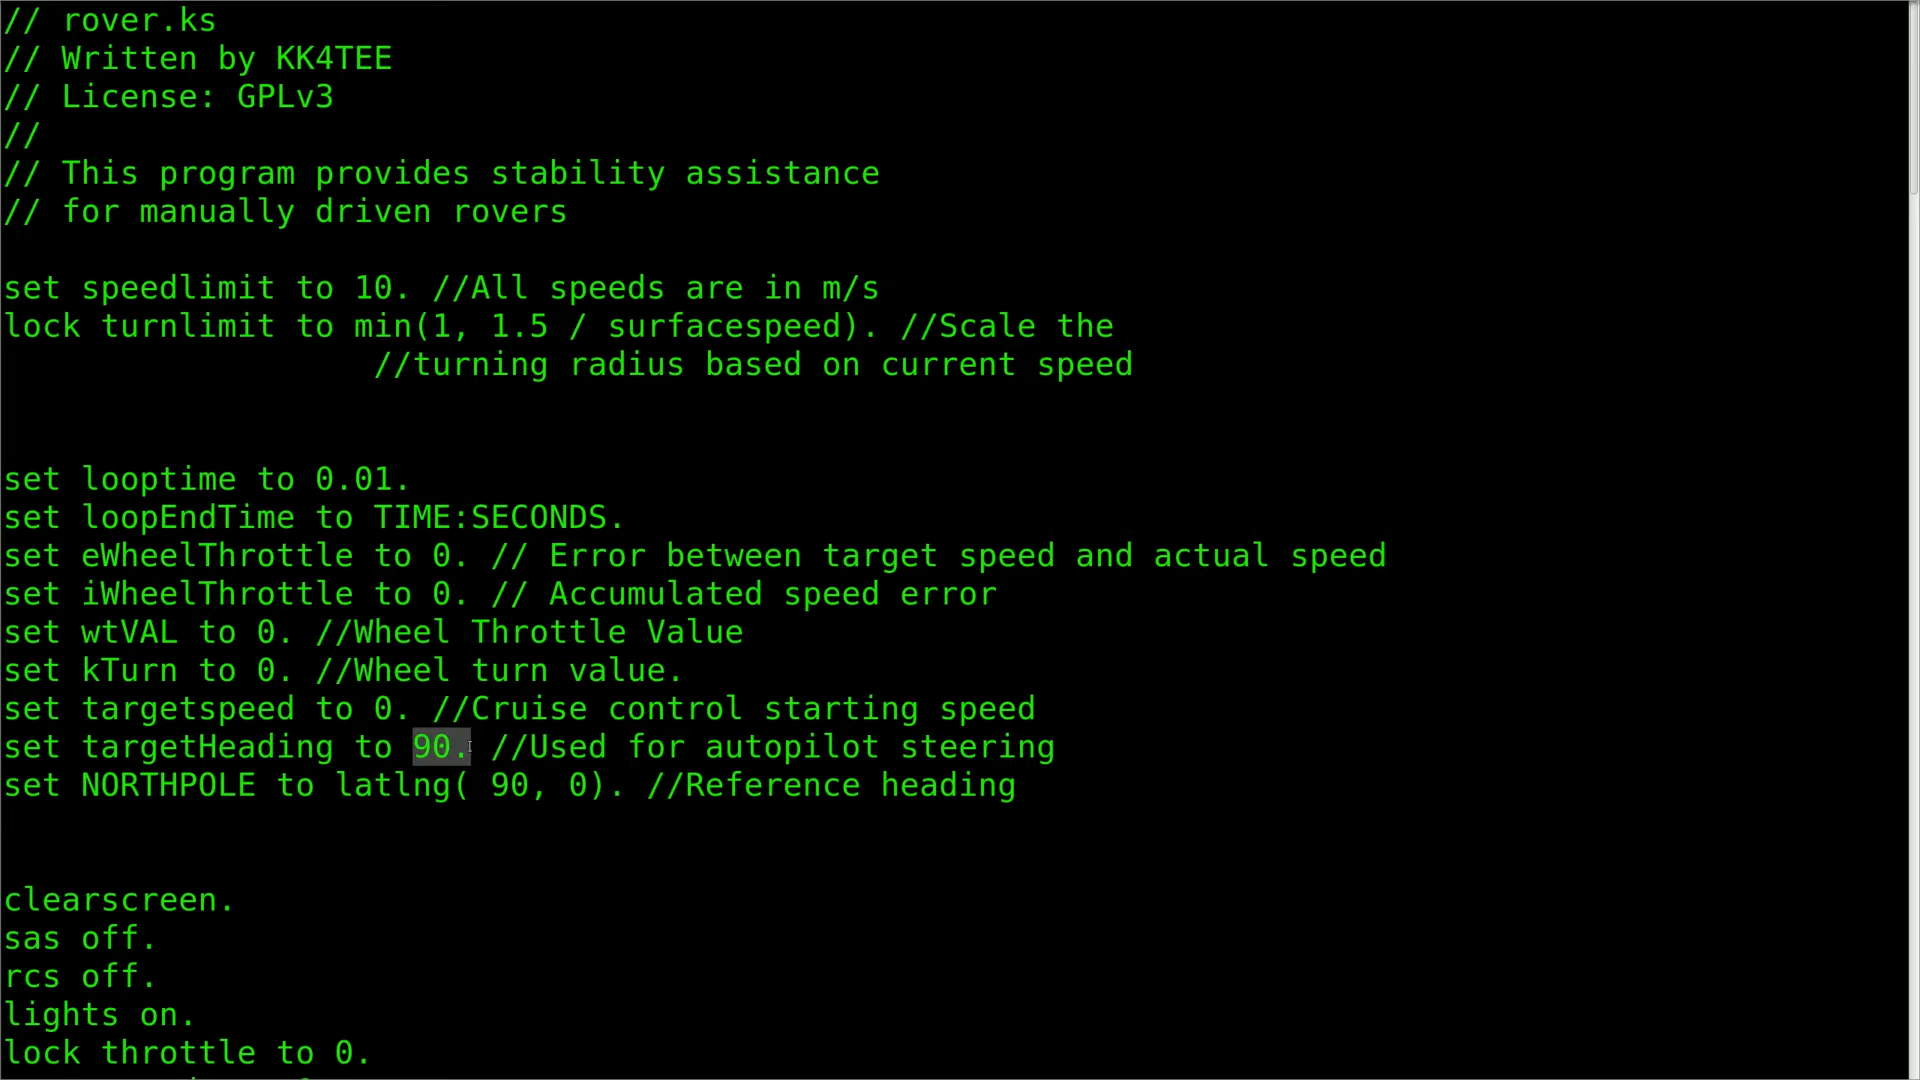 // rover.ks
// Written by KK4TEE
// License: GPLv3
//
// This program provides stability assistance
// for manually driven rovers
set speedlimit to 10. //All speeds are in m/s
lock turnlimit to min(1, 1.5 / surfacespeed). //Scale the
//turning radius based on current speed
set looptime to 0.01.
set loopEndTime to TIME:SECONDS.
set eWheelThrottle to 0. // Error between target speed and actual speed
set iWheelThrottle to 0. // Accumulated speed error
set wtVAL to 0. //Wheel Throttle Value
set kTurn to 0. //Wheel turn value.
set targetspeed to 0. //Cruise control starting speed
set targetHeading to 90. //Used for autopilot steering
set NORTHPOLE to latlng( 90, 0). //Reference heading
clearscreen.
sas off.
rcs off.
lights on.
lock throttle to 0.